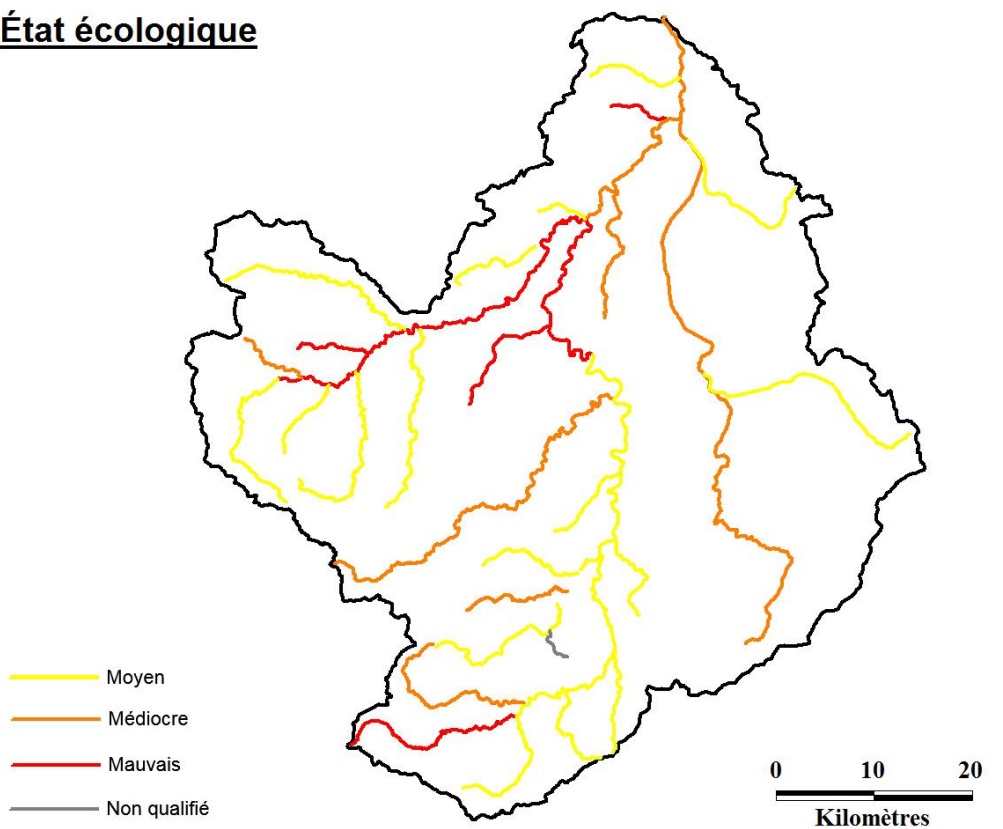 État écologique
Moyen
Médiocre
Mauvais
Non qualifié
0 10 20
Kilomètres